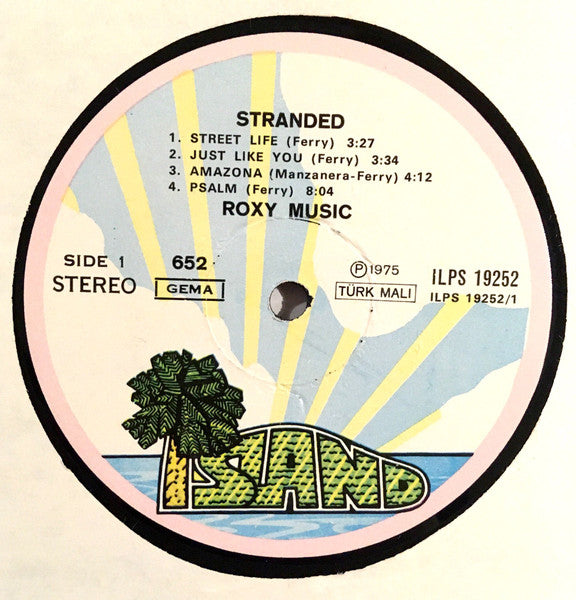 STRANDED
1. STREET LIFE (Ferry) 3:27
2. JUST LIKE YOU (Ferry) 3:34
3. AMAZONA (Manzanera-Ferry) 4:12
4. PSALM (Ferry) 8:04
ROXY MUSIC
SIDE 1 652 ℗1975 ILPS 19252
STEREO GEMA TÜRK MALI ILPS 19252/1
ISLAND